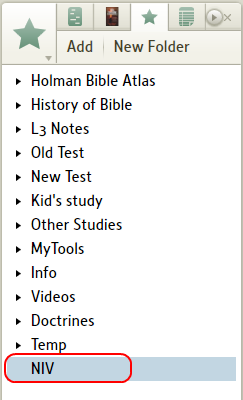 Add New Folder
Holman Bible Atlas
History of Bible
L3 Notes
Old Test
New Test
Kid's study
Other Studies
MyTools
Info
Videos
Doctrines
Temp
NIV